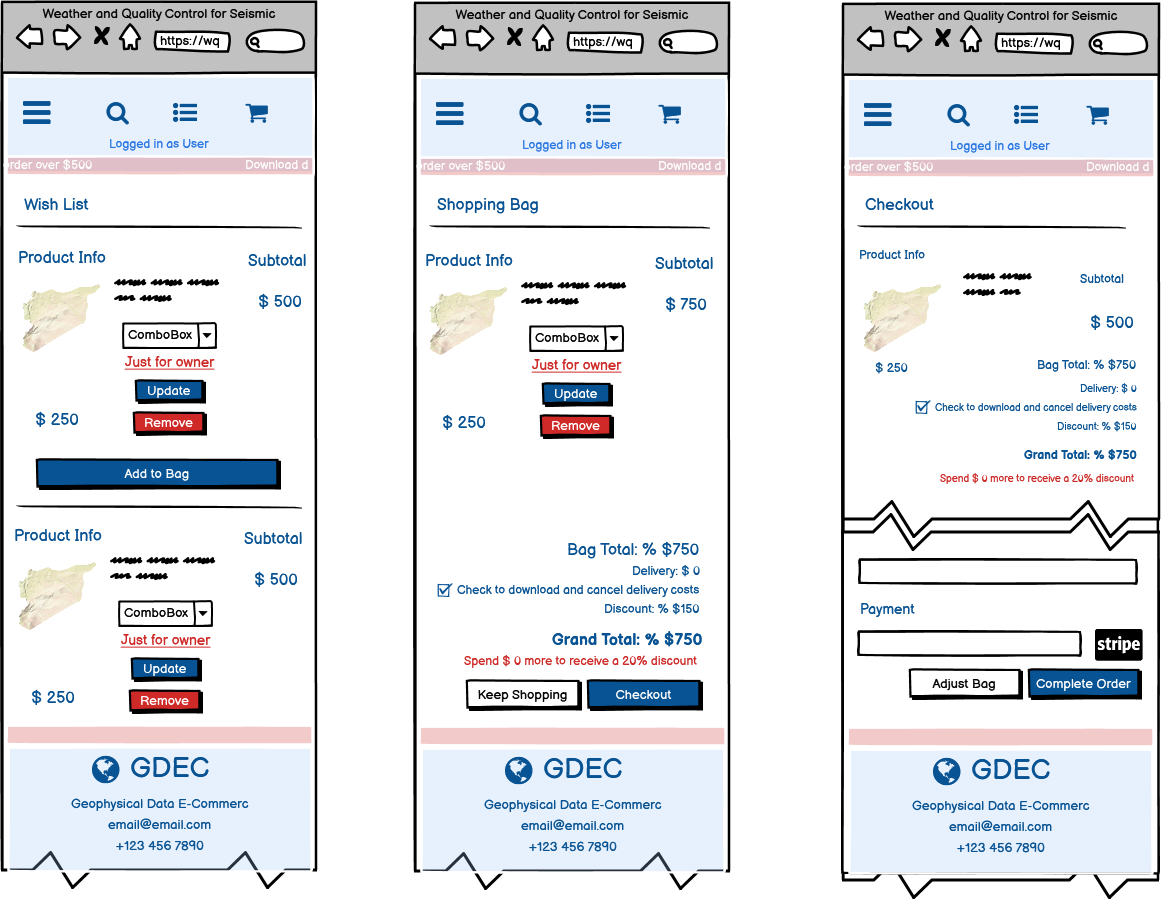 Weather and Quality Control for Seismic
https://wq
Logged in as User
order over $500 Download d
Wish List
Product Info Subtotal
$ 500
ComboBox
Just for owner
Update
$ 250
Remove
Add to Bag
Product Info Subtotal
$ 500
ComboBox
Just for owner
Update
$ 250
Remove
GDEC
Geophysical Data E-Commerc
email@email.com
+123 456 7890
Weather and Quality Control for Seismic
https://wq
Logged in as User
order over $500 Download d
Shopping Bag
Product Info Subtotal
$ 750
ComboBox
Just for owner
Update
$ 250
Remove
Bag Total: % $750
Delivery: $ 0
Check to download and cancel delivery costs
Discount: % $150
Grand Total: % $750
Spend $ 0 more to receive a 20% discount
Keep Shopping Checkout
GDEC
Geophysical Data E-Commerc
email@email.com
+123 456 7890
Weather and Quality Control for Seismic
https://wq
Logged in as User
order over $500 Download d
Checkout
Product Info
Subtotal
$ 500
$ 250
Bag Total: % $750
Delivery: $ 0
Check to download and cancel delivery costs
Discount: % $150
Grand Total: % $750
Spend $ 0 more to receive a 20% discount
Payment
stripe
Adjust Bag Complete Order
GDEC
Geophysical Data E-Commerc
email@email.com
+123 456 7890